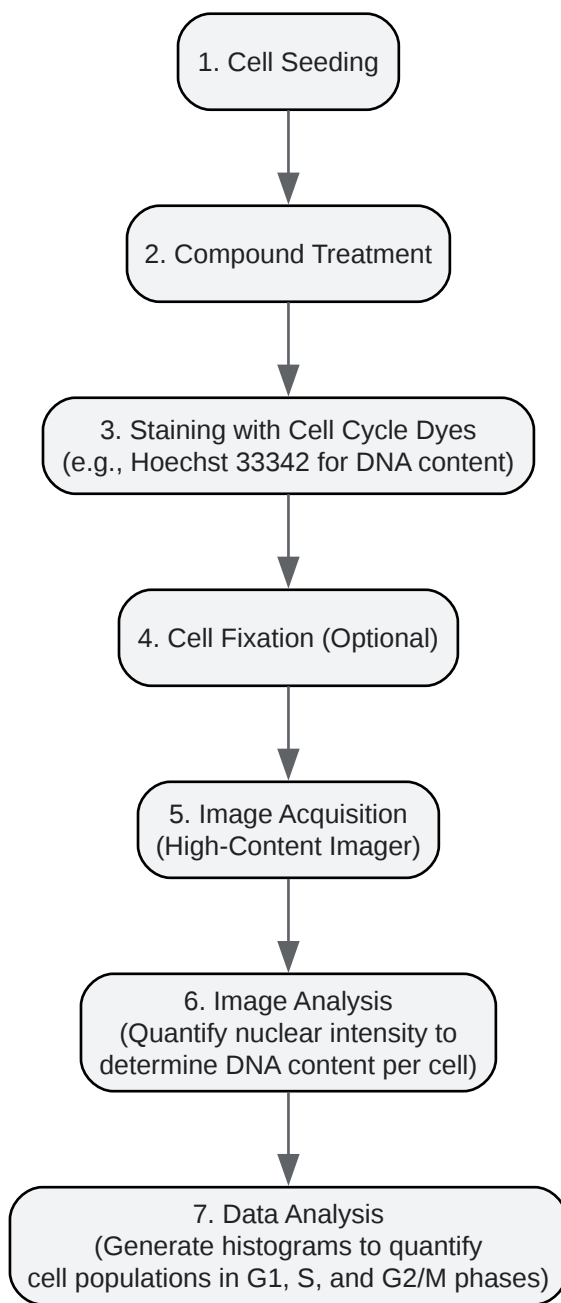 1. Cell Seeding
2. Compound Treatment
3. Staining with Cell Cycle Dyes
(e.g., Hoechst 33342 for DNA content)
4. Cell Fixation (Optional)
5. Image Acquisition
(High-Content Imager)
6. Image Analysis
(Quantify nuclear intensity to
determine DNA content per cell)
7. Data Analysis
(Generate histograms to quantify
cell populations in G1, S, and G2/M phases)